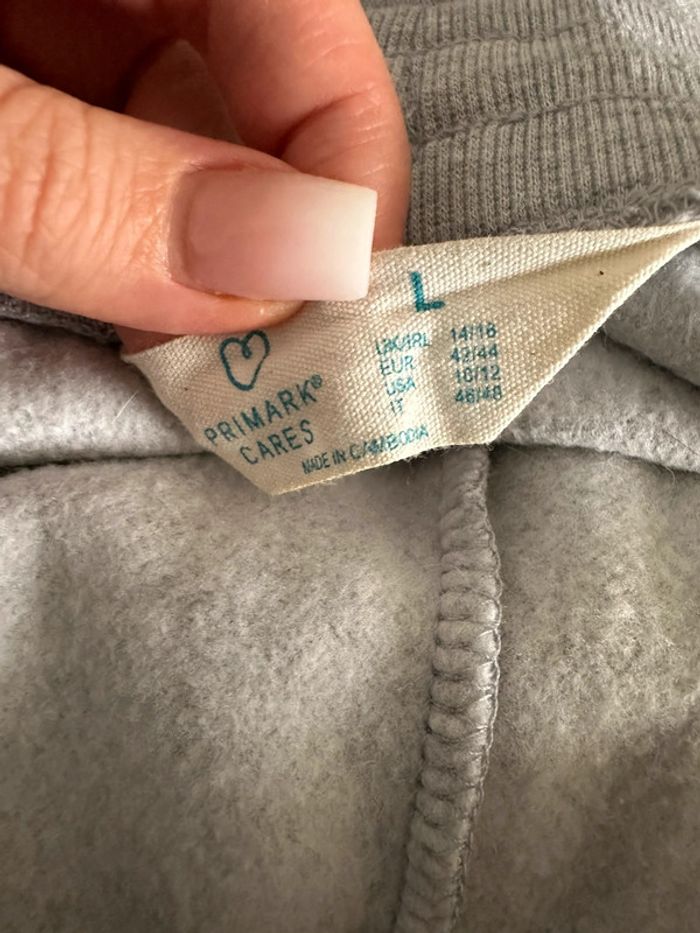 L
UK/IRL 14/16
EUR 42/44
USA 10/12
IT 46/48
PRIMARK®
CARES
MADE IN CAMBODIA